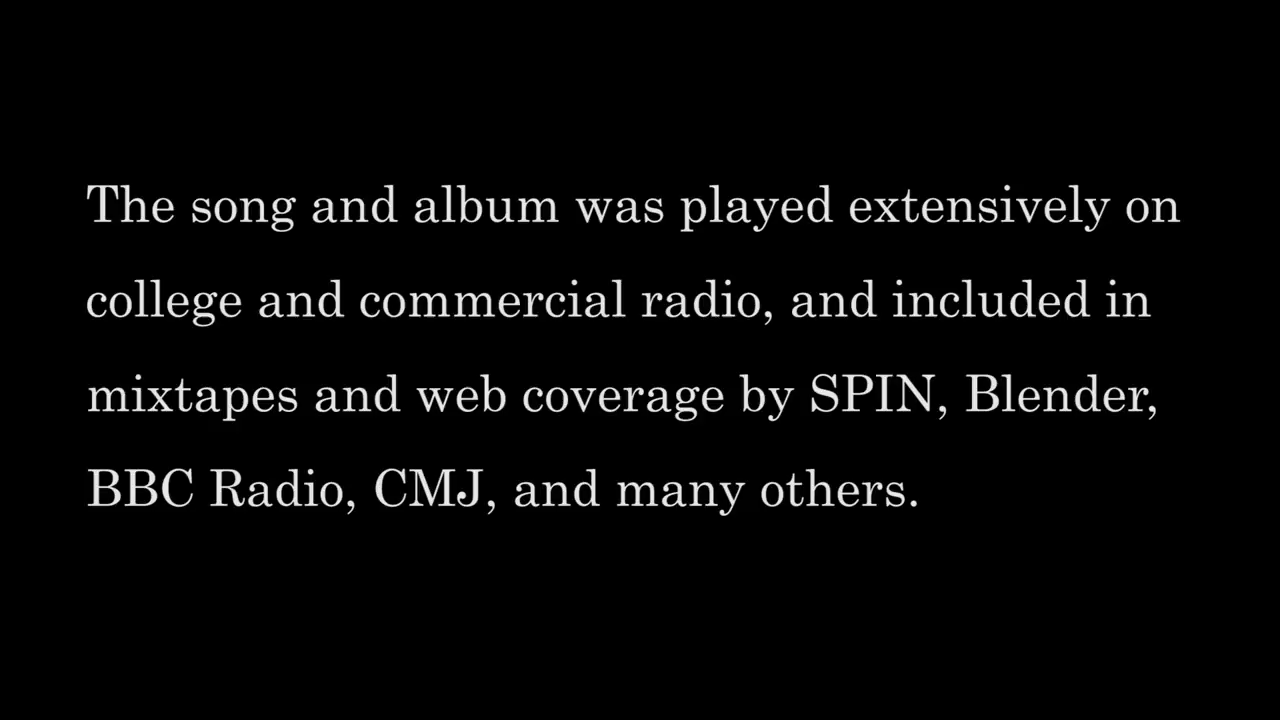 The song and album was played extensively on
college and commercial radio, and included in
mixtapes and web coverage by SPIN, Blender,
BBC Radio, CMJ, and many others.